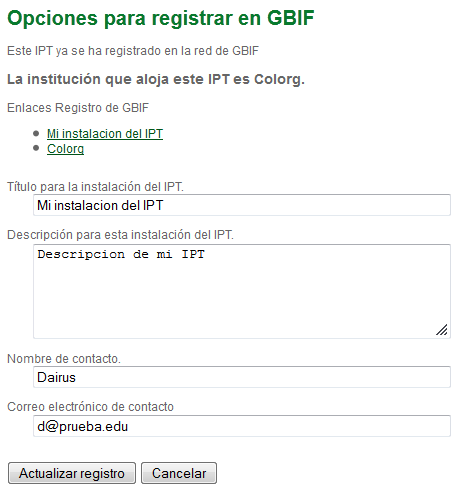 Opciones para registrar en GBIF
Este IPT ya se ha registrado en la red de GBIF
La institución que aloja este IPT es Colorg.
Enlaces Registro de GBIF
Mi instalacion del IPT
Colorg
Título para la instalación del IPT.
Mi instalacion del IPT
Descripción para esta instalación del IPT.
Descripcion de mi IPT
Nombre de contacto.
Dairus
Correo electrónico de contacto
d@prueba.edu
Actualizar registro Cancelar